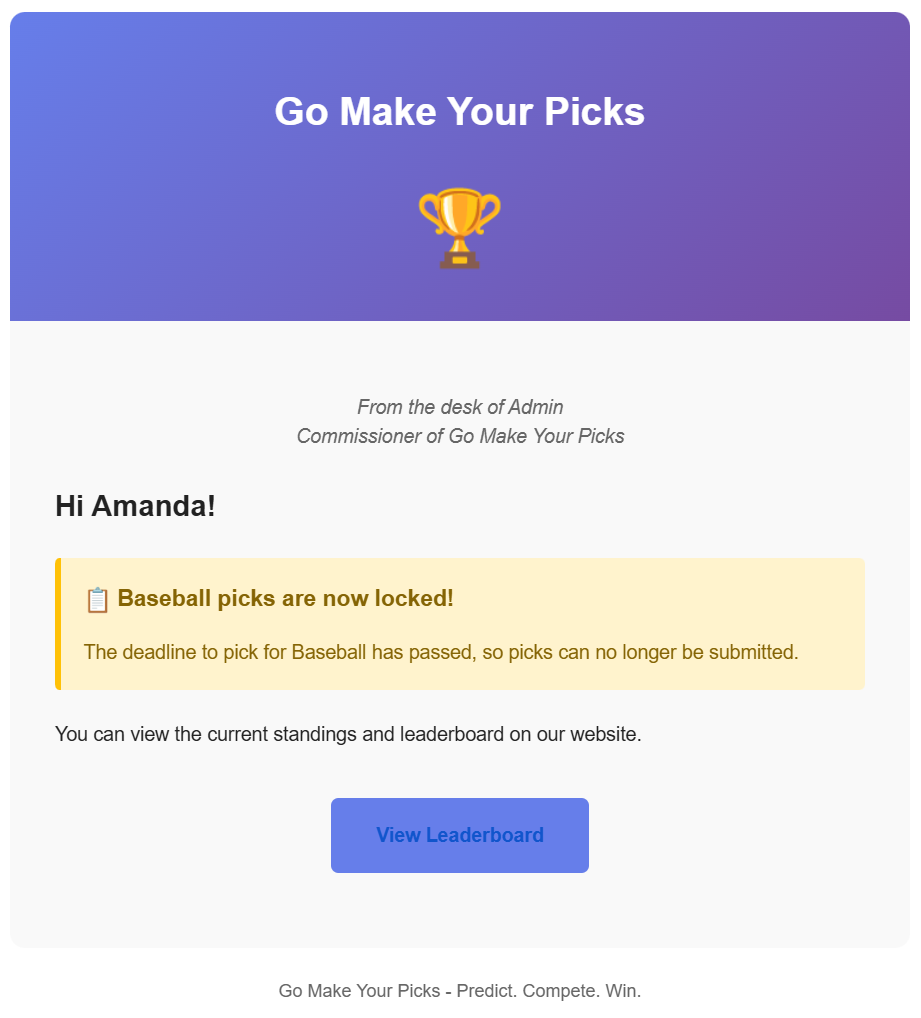 Go Make Your Picks
From the desk of Admin
Commissioner of Go Make Your Picks
Hi Amanda!
Baseball picks are now locked!
The deadline to pick for Baseball has passed, so picks can no longer be submitted.
You can view the current standings and leaderboard on our website.
View Leaderboard
Go Make Your Picks - Predict. Compete. Win.